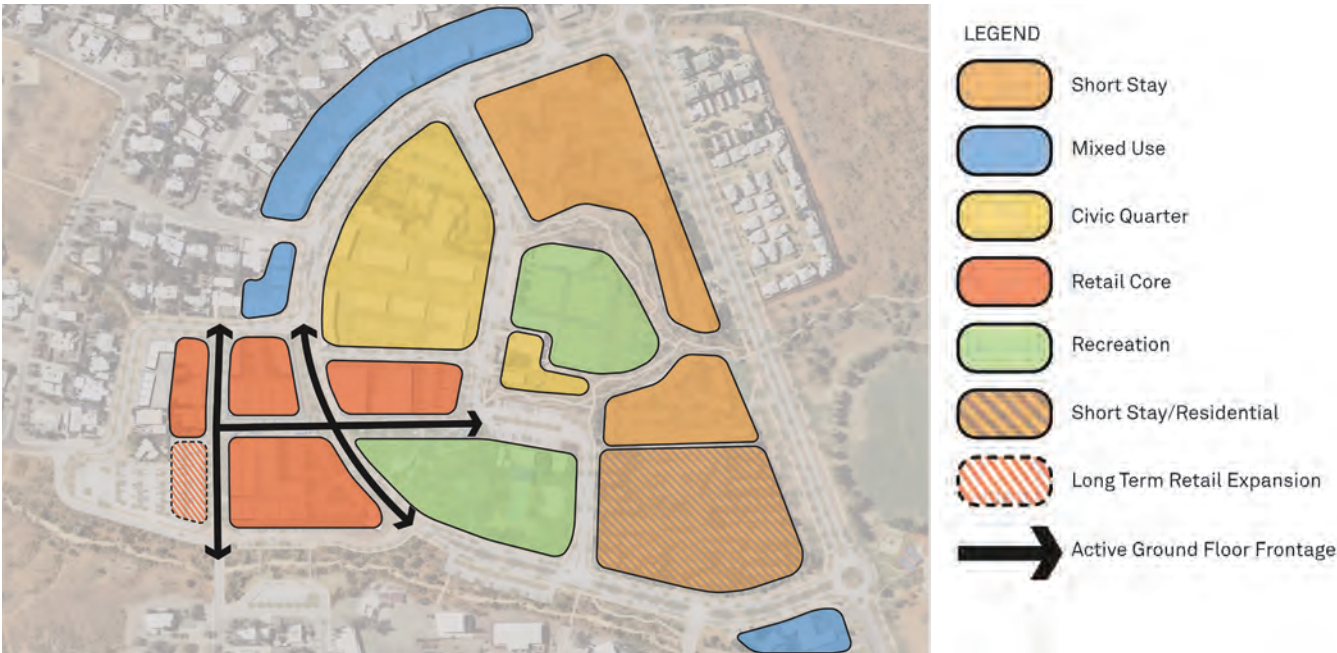 LEGEND
Short Stay
Mixed Use
Civic Quarter
Retail Core
Recreation
Short Stay/Residential
Long Term Retail Expansion
Active Ground Floor Frontage